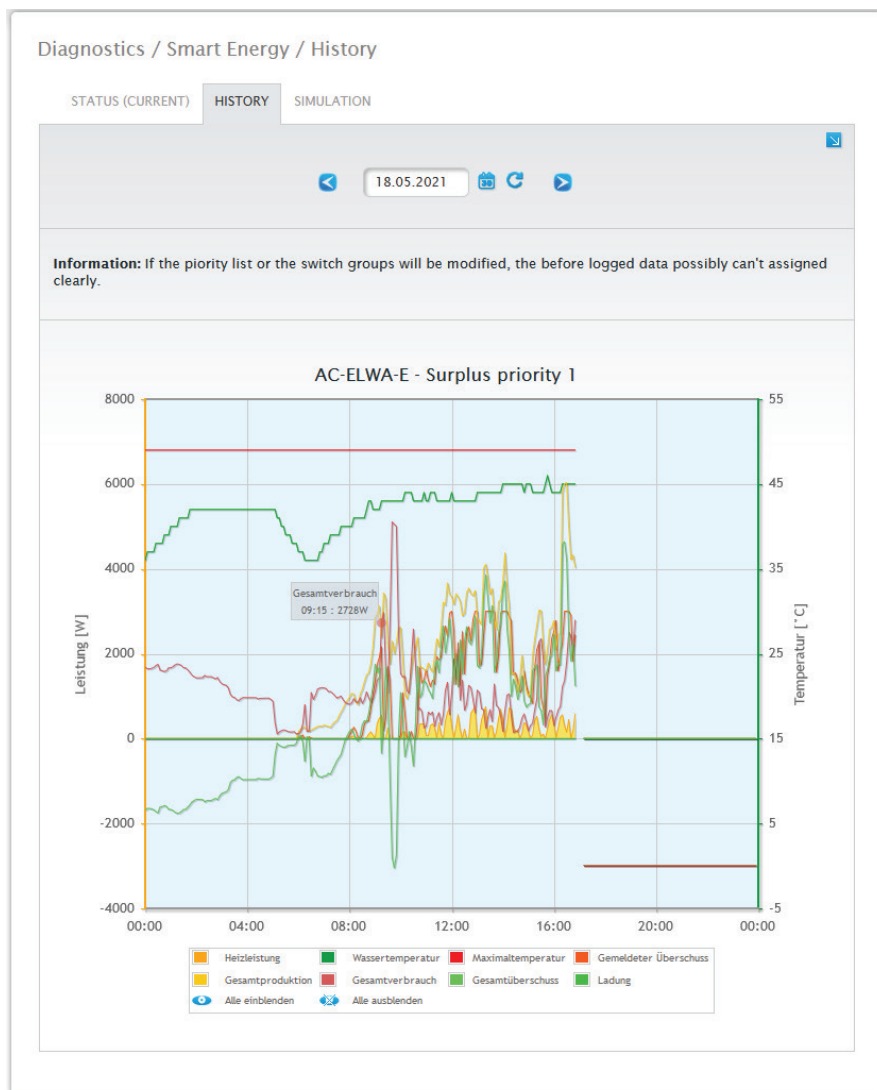 Diagnostics / Smart Energy / History
STATUS (CURRENT) HISTORY SIMULATION
18.05.2021 30
Information: If the piority list or the switch groups will be modified, the before logged data possibly can't assigned
clearly.
AC-ELWA-E - Surplus priority 1
8000 55
6000 45
4000 35
Gesamtverbrauch
09:15 : 2728W
Leistung [W]
Temperatur [°C]
2000 25
0 15
-2000 5
-4000 -5
00:00 04:00 08:00 12:00 16:00 20:00 00:00
Heizleistung Wassertemperatur Maximaltemperatur Gemeldeter Überschuss
Gesamtproduktion Gesamtverbrauch Gesamtüberschuss Ladung
Alle einblenden Alle ausblenden